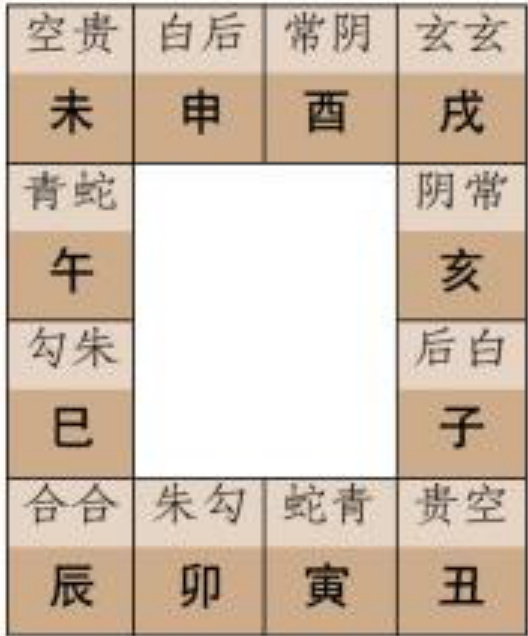 空贵 白后 常阴 玄玄
未 申 酉 戌
青蛇 阴常
午 亥
勾朱 后白
巳 子
合合 朱勾 蛇青 贵空
辰 卯 寅 丑